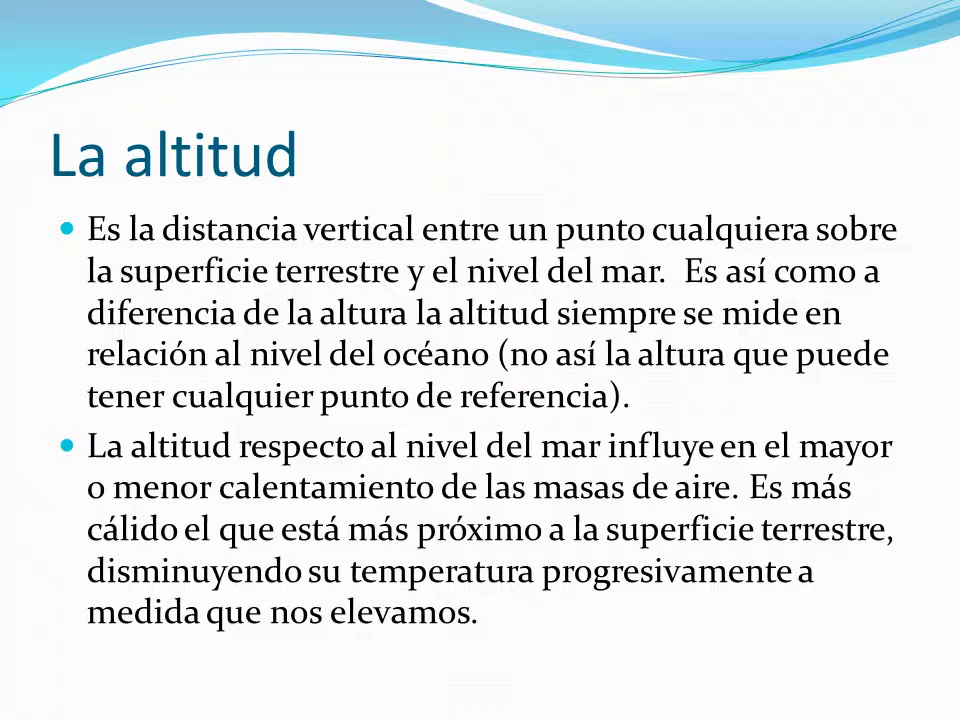 La altitud
• Es la distancia vertical entre un punto cualquiera sobre
la superficie terrestre y el nivel del mar.  Es así como a
diferencia de la altura la altitud siempre se mide en
relación al nivel del océano (no así la altura que puede
tener cualquier punto de referencia).
• La altitud respecto al nivel del mar influye en el mayor
o menor calentamiento de las masas de aire. Es más
cálido el que está más próximo a la superficie terrestre,
disminuyendo su temperatura progresivamente a
medida que nos elevamos.